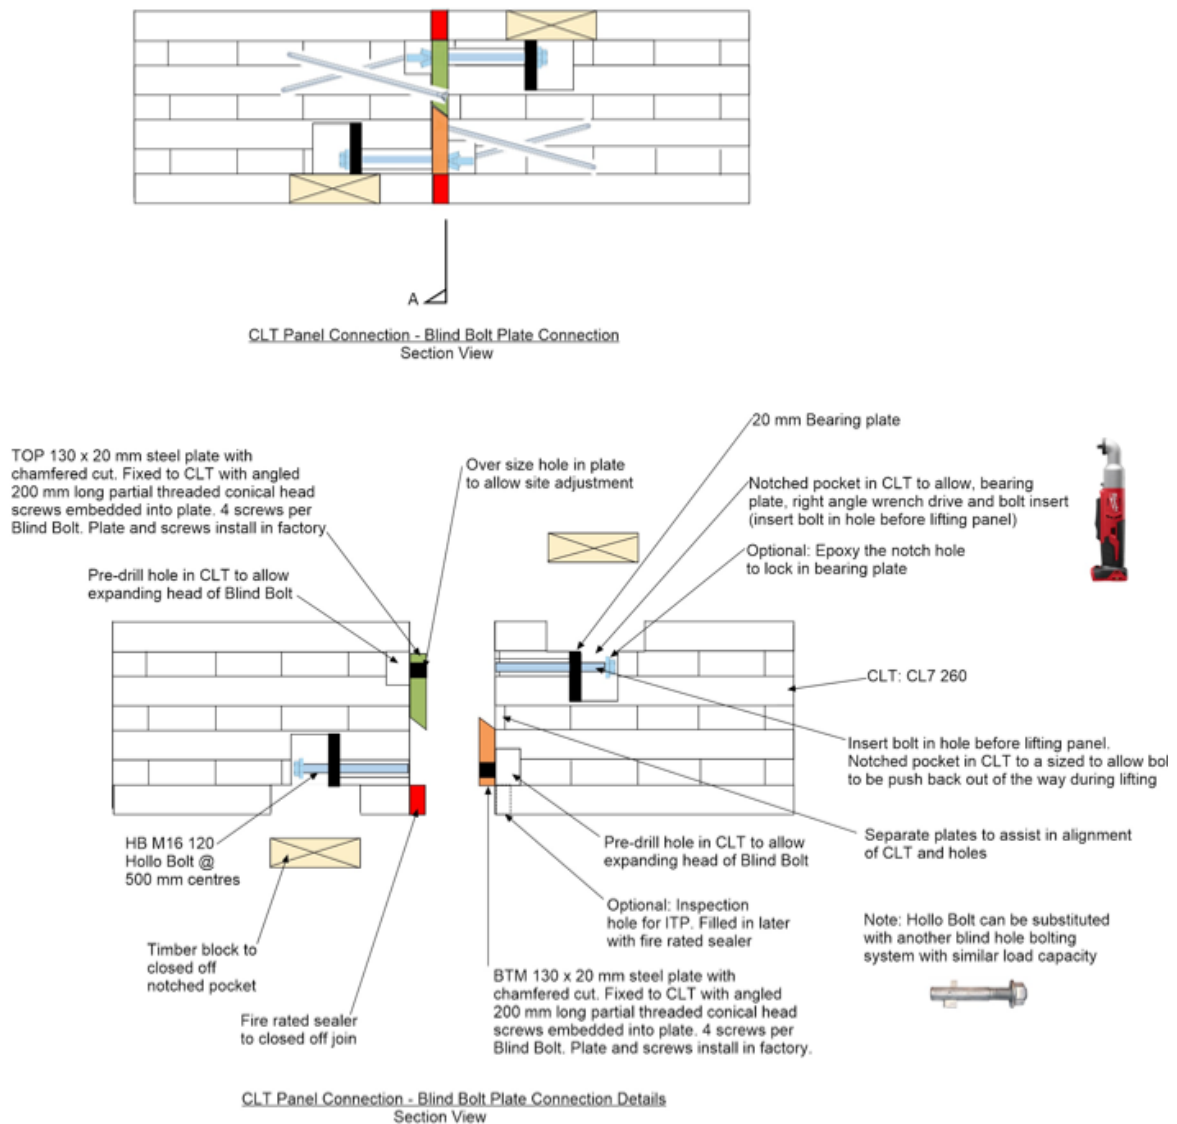 A
CLT Panel Connection - Blind Bolt Plate Connection
Section View
20 mm Bearing plate
TOP 130 x 20 mm steel plate with
chamfered cut. Fixed to CLT with angled
200 mm long partial threaded conical head
screws embedded into plate. 4 screws per
Blind Bolt. Plate and screws install in factory
Over size hole in plate
to allow site adjustment
Notched pocket in CLT to allow, bearing
plate, right angle wrench drive and bolt insert
(insert bolt in hole before lifting panel)
Optional: Epoxy the notch hole
to lock in bearing plate
Pre-drill hole in CLT to allow
expanding head of Blind Bolt
CLT: CL7 260
Insert bolt in hole before lifting panel.
Notched pocket in CLT to a sized to allow bol
to be push back out of the way during lifting
HB M16 120
Hollo Bolt @
500 mm centres
Pre-drill hole in CLT to allow
expanding head of Blind Bolt
Separate plates to assist in alignment
of CLT and holes
Optional: Inspection
hole for ITP. Filled in later
with fire rated sealer
Note: Hollo Bolt can be substituted
with another blind hole bolting
system with similar load capacity
Timber block to
closed off
notched pocket
Fire rated sealer
to closed off join
BTM 130 x 20 mm steel plate with
chamfered cut. Fixed to CLT with angled
200 mm long partial threaded conical head
screws embedded into plate. 4 screws per
Blind Bolt. Plate and screws install in factory.
CLT Panel Connection - Blind Bolt Plate Connection Details
Section View